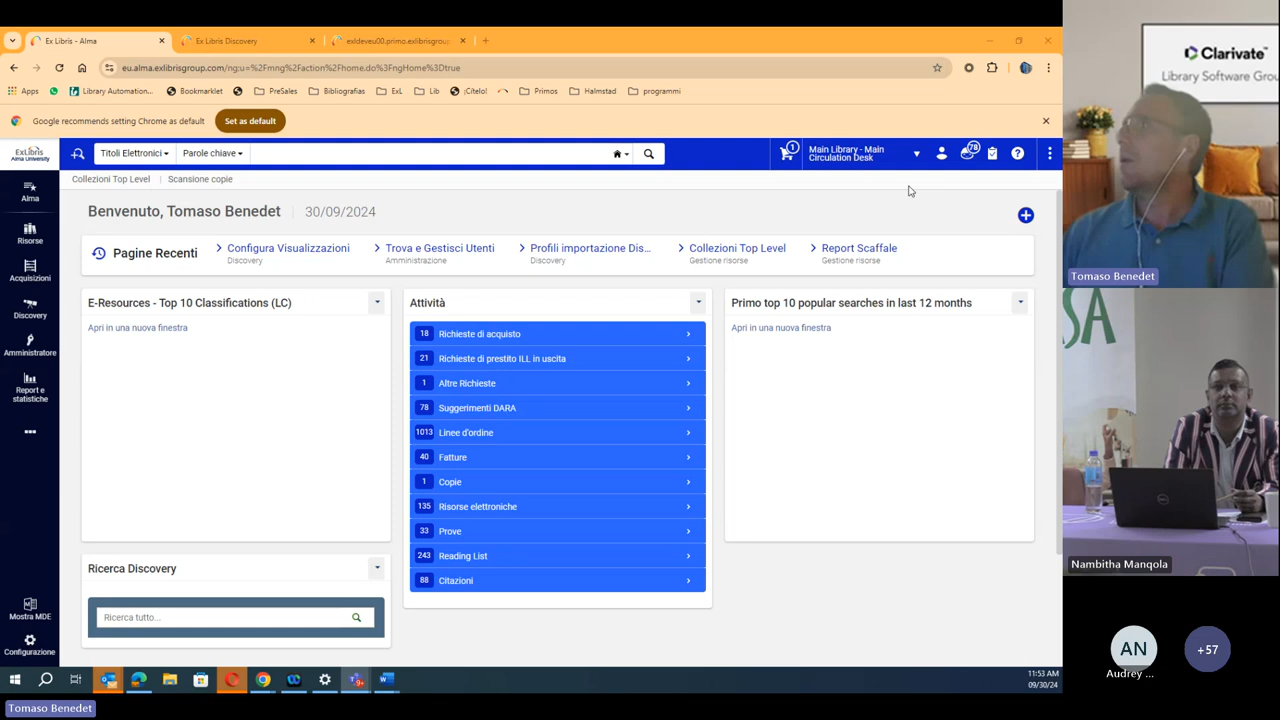 Ex Libris - Alma
Ex Libris Discovery
exldeveu00.primo.exlibrisgroup.
eu.alma.exlibrisgroup.com/ng:u=%2Fmng%2Faction%2Fhome.do%3FngHome%3Dtrue
Apps
Library Automation...
Bookmarklet
PreSales
Bibliografias
ExL
Lib
¡Cítelo!
Primos
Halmstad
programmi
Google recommends setting Chrome as default
Set as default
ExLibris
Alma University
Titoli Elettronici
Parole chiave
1
Main Library - Main
Circulation Desk
78
Collezioni Top Level
Scansione copie
Alma
Risorse
Acquisizioni
Discovery
Amministratore
Report e
statistiche
Mostra MDE
Configurazione
Benvenuto, Tomaso Benedet
30/09/2024
Pagine Recenti
Configura Visualizzazioni
Discovery
Trova e Gestisci Utenti
Amministrazione
Profili importazione Dis...
Discovery
Collezioni Top Level
Gestione risorse
Report Scaffale
Gestione risorse
E-Resources - Top 10 Classifications (LC)
Apri in una nuova finestra
Attività
18 Richieste di acquisto
21 Richieste di prestito ILL in uscita
1 Altre Richieste
78 Suggerimenti DARA
1013 Linee d'ordine
40 Fatture
1 Copie
135 Risorse elettroniche
33 Prove
243 Reading List
88 Citazioni
Primo top 10 popular searches in last 12 months
Apri in una nuova finestra
Ricerca Discovery
Ricerca tutto...
11:53 AM
09/30/24
Tomaso Benedet
Clarivate™
Library Software Grou
Tomaso Benedet
SA
Nambitha Manqola
AN
Audrey ...
+57